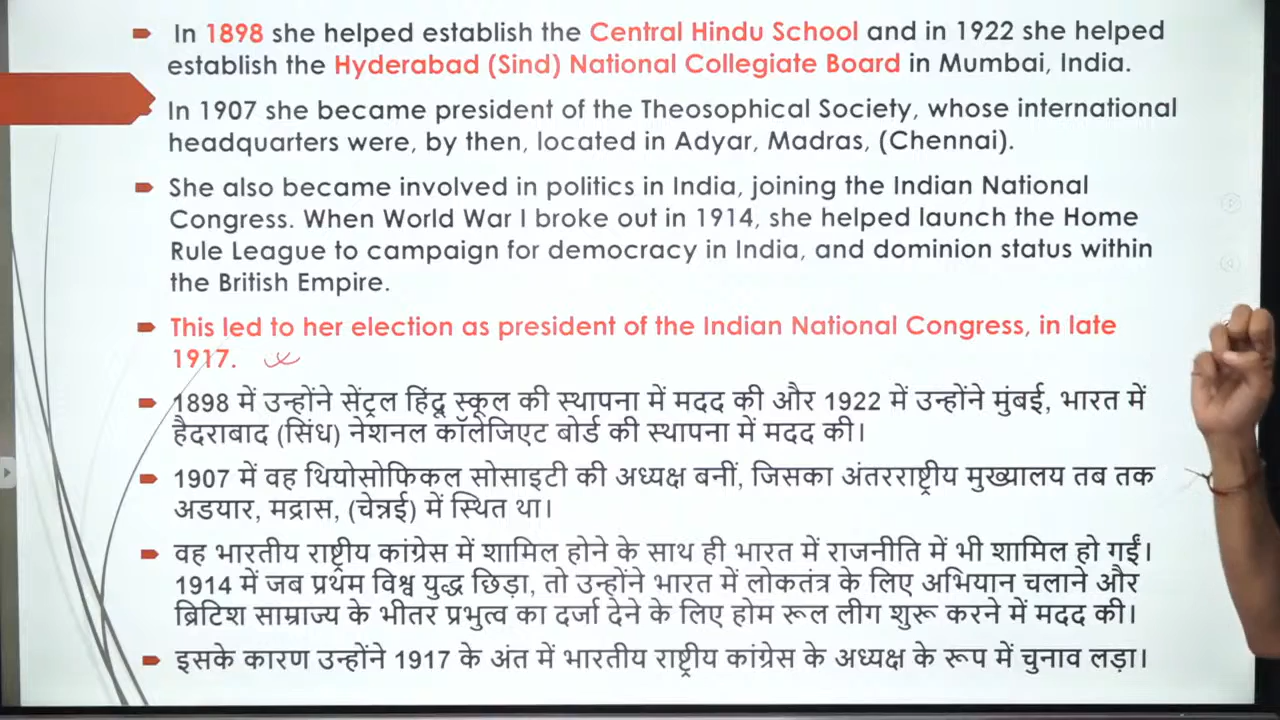 In 1898 she helped establish the Central Hindu School and in 1922 she helped
establish the Hyderabad (Sind) National Collegiate Board in Mumbai, India.
In 1907 she became president of the Theosophical Society, whose international
headquarters were, by then, located in Adyar, Madras, (Chennai).
She also became involved in politics in India, joining the Indian National
Congress. When World War I broke out in 1914, she helped launch the Home
Rule League to campaign for democracy in India, and dominion status within
the British Empire.
This led to her election as president of the Indian National Congress, in late
1917.
1898 में उन्होंने सेंट्रल हिंदू स्कूल की स्थापना में मदद की और 1922 में उन्होंने मुंबई, भारत में
हैदराबाद (सिंध) नेशनल कॉलेजिएट बोर्ड की स्थापना में मदद की।
1907 में वह थियोसोफिकल सोसाइटी की अध्यक्ष बनीं, जिसका अंतरराष्ट्रीय मुख्यालय तब तक
अडयार, मद्रास, (चेन्नई) में स्थित था।
वह भारतीय राष्ट्रीय कांग्रेस में शामिल होने के साथ ही भारत में राजनीति में भी शामिल हो गईं।
1914 में जब प्रथम विश्व युद्ध छिड़ा, तो उन्होंने भारत में लोकतंत्र के लिए अभियान चलाने और
ब्रिटिश साम्राज्य के भीतर प्रभुत्व का दर्जा देने के लिए होम रूल लीग शुरू करने में मदद की।
इसके कारण उन्होंने 1917 के अंत में भारतीय राष्ट्रीय कांग्रेस के अध्यक्ष के रूप में चुनाव लड़ा।